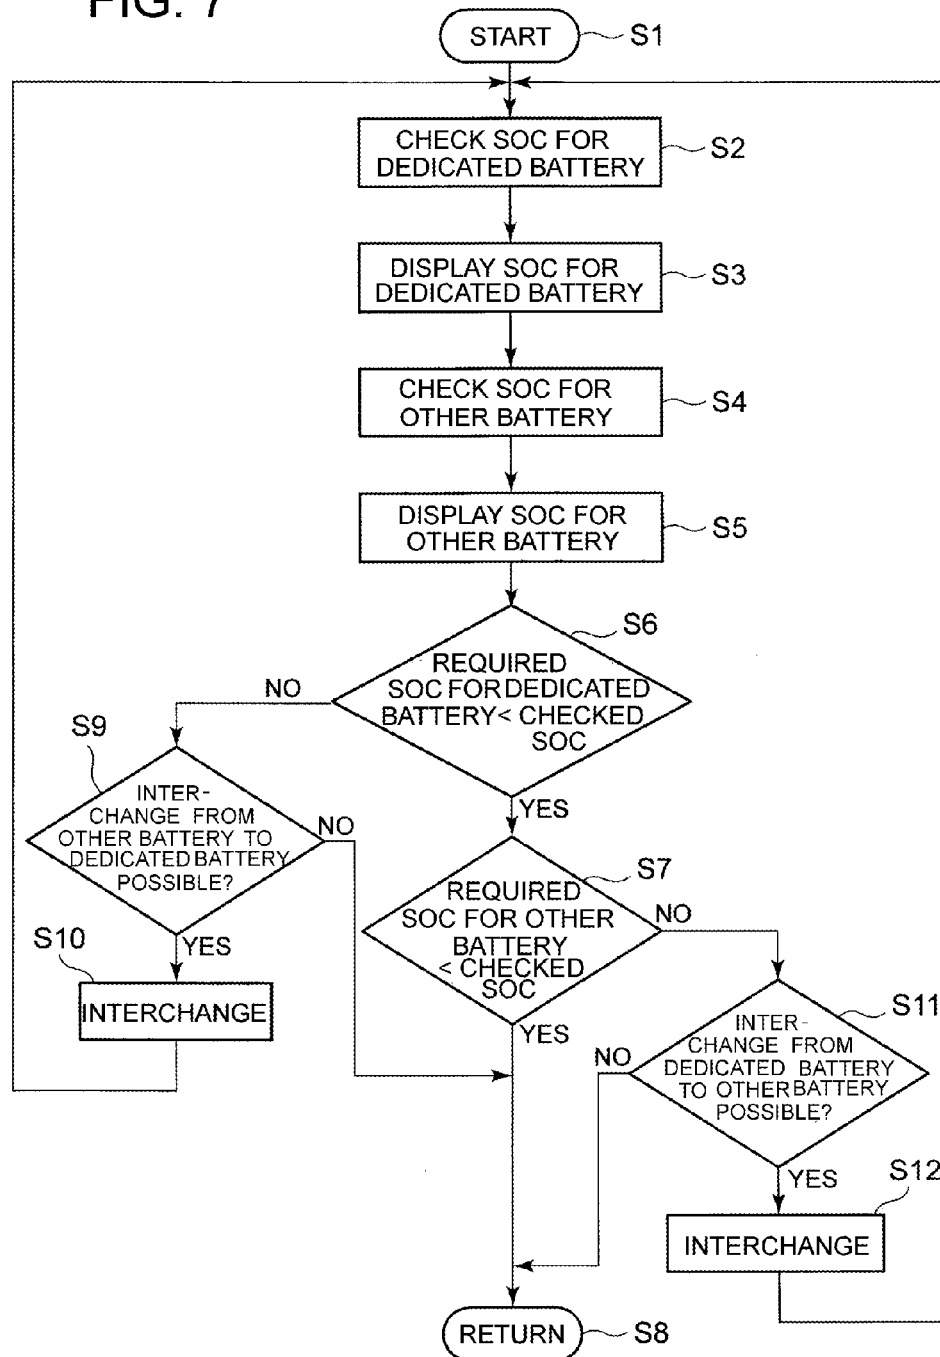 FIG. 7
START
S1
CHECK SOC FOR
DEDICATED BATTERY
S2
DISPLAY SOC FOR
DEDICATED BATTERY
S3
CHECK SOC FOR
OTHER BATTERY
S4
DISPLAY SOC FOR
OTHER BATTERY
S5
S6
REQUIRED
SOC FOR DEDICATED
BATTERY < CHECKED
SOC
NO
YES
S9
INTER-
CHANGE FROM
OTHER BATTERY TO
DEDICATED BATTERY
POSSIBLE?
NO
YES
S10
INTERCHANGE
S7
REQUIRED
SOC FOR OTHER
BATTERY
< CHECKED
SOC
NO
YES
S11
INTER-
CHANGE FROM
DEDICATED BATTERY
TO OTHER BATTERY
POSSIBLE?
NO
YES
S12
INTERCHANGE
RETURN
S8